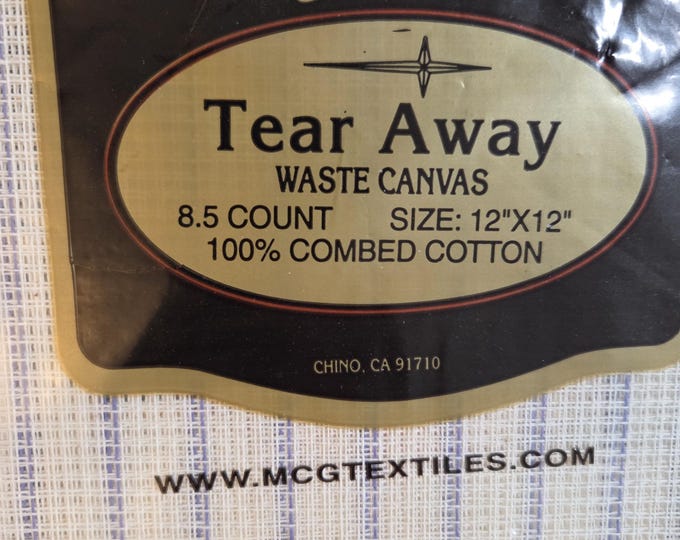 Tear Away
WASTE CANVAS
8.5 COUNT SIZE: 12"X12"
100% COMBED COTTON
CHINO, CA 91710
WWW.MCGTEXTILES.COM